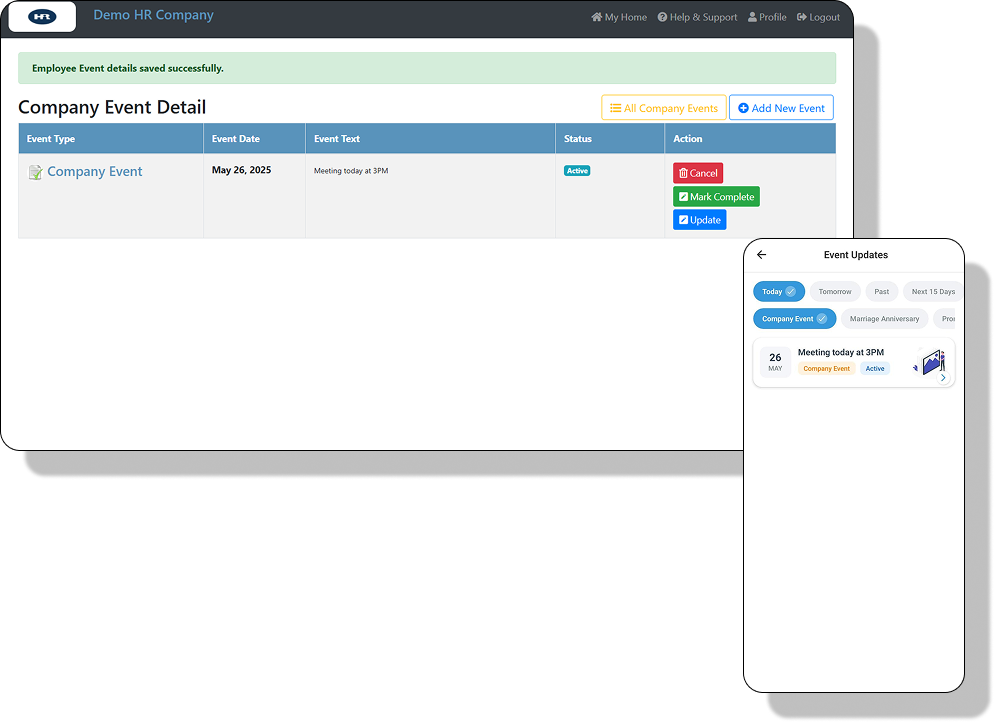 HR
Demo HR Company
My Home Help & Support Profile Logout
Employee Event details saved successfully.
Company Event Detail
All Company Events Add New Event
Event Type Event Date Event Text Status Action
Company Event May 26, 2025 Meeting today at 3PM Active Cancel
Mark Complete
Update
Event Updates
Today Tomorrow Past Next 15 Days
Company Event Marriage Anniversary Pro
26 Meeting today at 3PM
MAY Company Event Active